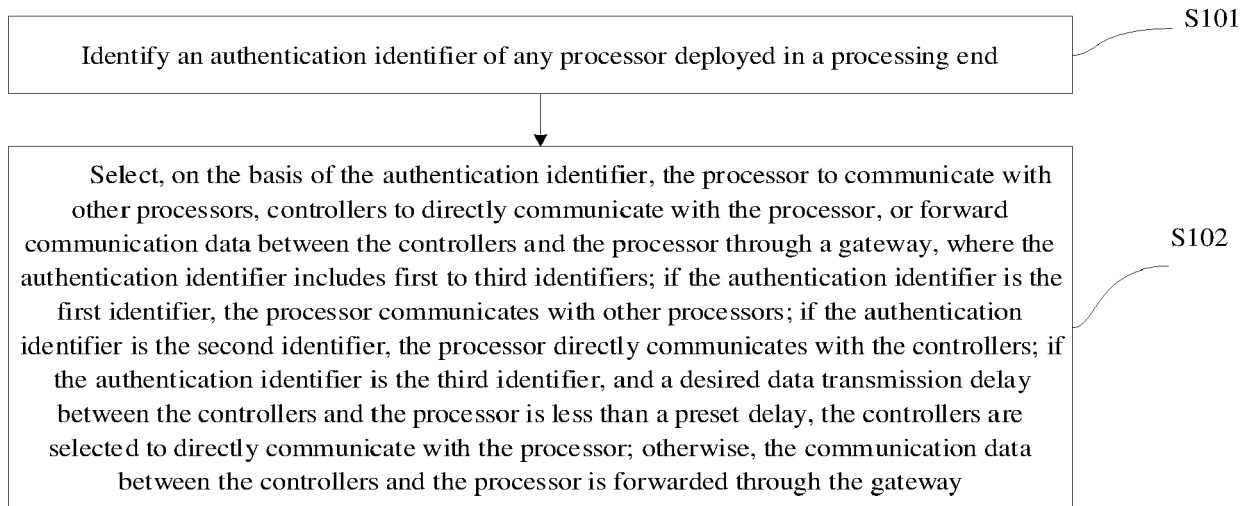 S101
Identify an authentication identifier of any processor deployed in a processing end
Select, on the basis of the authentication identifier, the processor to communicate with
other processors, controllers to directly communicate with the processor, or forward
communication data between the controllers and the processor through a gateway, where the
authentication identifier includes first to third identifiers; if the authentication identifier is the
first identifier, the processor communicates with other processors; if the authentication
identifier is the second identifier, the processor directly communicates with the controllers; if
the authentication identifier is the third identifier, and a desired data transmission delay
between the controllers and the processor is less than a preset delay, the controllers are
selected to directly communicate with the processor; otherwise, the communication data
between the controllers and the processor is forwarded through the gateway
S102